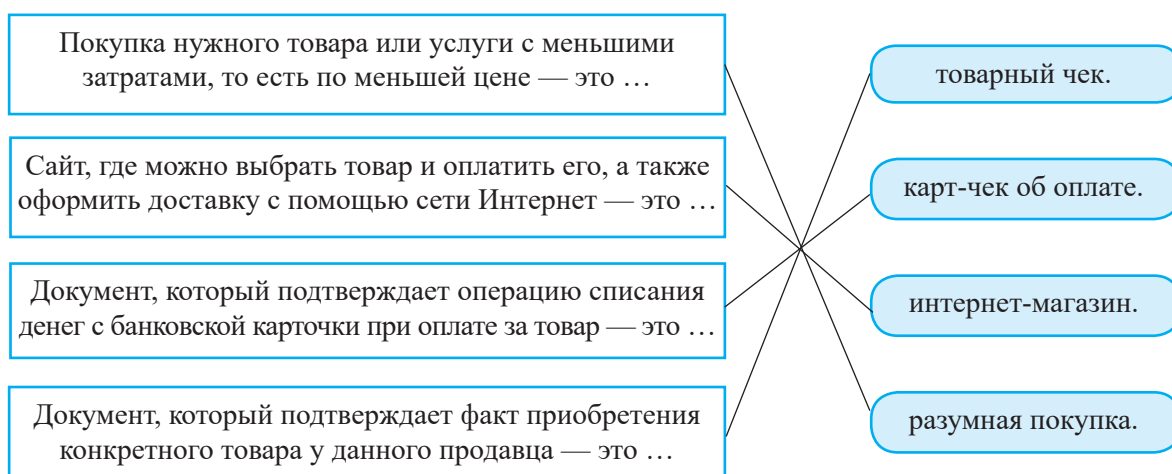 Покупка нужного товара или услуги с меньшими
затратами, то есть по меньшей цене — это …
товарный чек.
Сайт, где можно выбрать товар и оплатить его, а также
оформить доставку с помощью сети Интернет — это …
карт-чек об оплате.
Документ, который подтверждает операцию списания
денег с банковской карточки при оплате за товар — это …
интернет-магазин.
Документ, который подтверждает факт приобретения
конкретного товара у данного продавца — это …
разумная покупка.